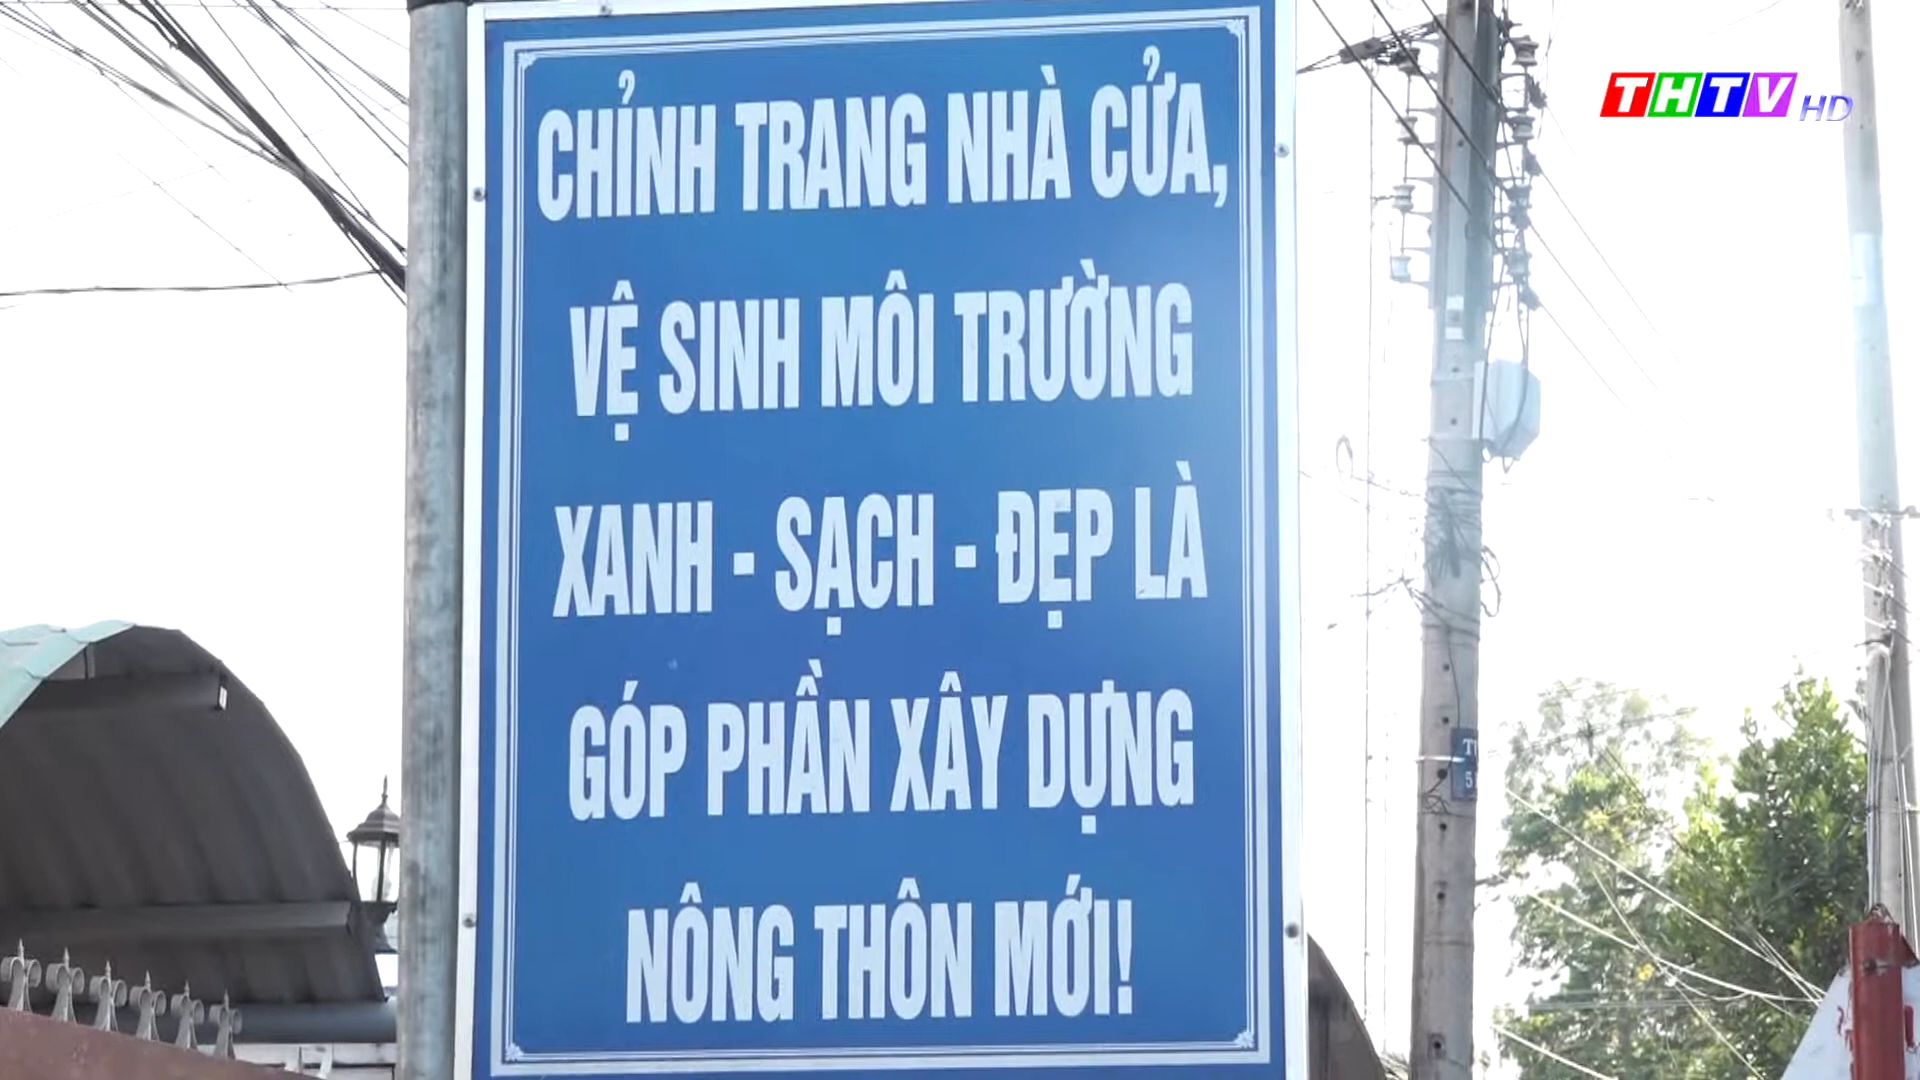 THTV HD
CHỈNH TRANG NHÀ CỬA,
VỆ SINH MÔI TRƯỜNG
XANH - SẠCH - ĐẸP LÀ
GÓP PHẦN XÂY DỰNG
NÔNG THÔN MỚI!